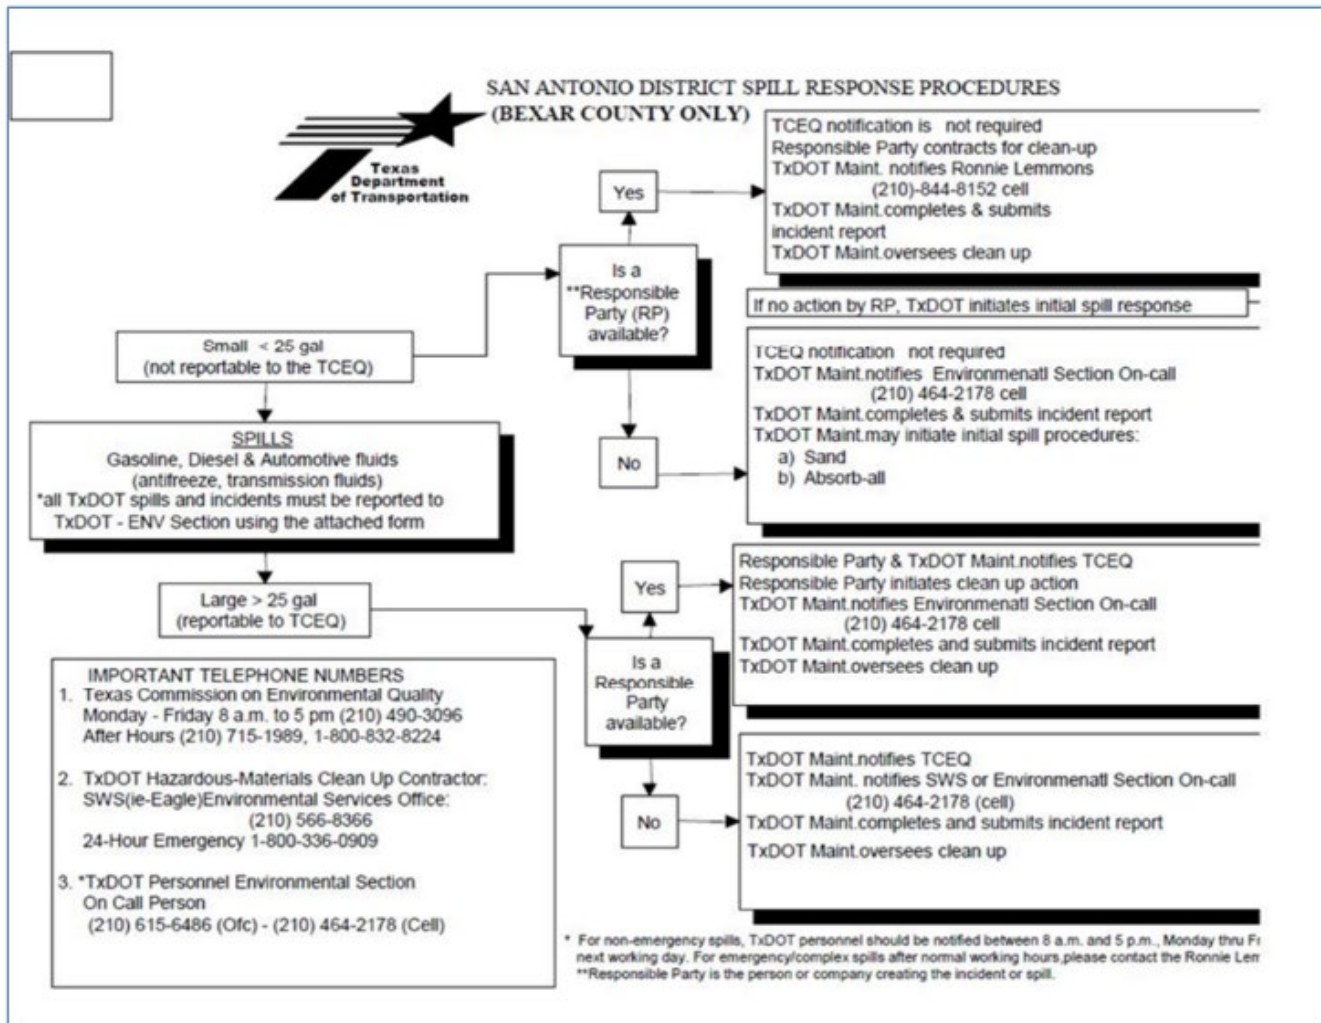 SAN ANTONIO DISTRICT SPILL RESPONSE PROCEDURES
(BEXAR COUNTY ONLY)
Texas
Department
of Transportation
Small < 25 gal
(not reportable to the TCEQ)
SPILLS
Gasoline, Diesel & Automotive fluids
(antifreeze, transmission fluids)
*all TxDOT spills and incidents must be reported to
TxDOT - ENV Section using the attached form
Large > 25 gal
(reportable to TCEQ)
Is a
**Responsible
Party (RP)
available?
Yes
TCEQ notification is not required
Responsible Party contracts for clean-up
TxDOT Maint. notifies Ronnie Lemmons
(210)-844-8152 cell
TxDOT Maint.completes & submits
incident report
TxDOT Maint.oversees clean up
If no action by RP, TxDOT initiates initial spill response
No
TCEQ notification not required
TxDOT Maint.notifies Environmenatl Section On-call
(210) 464-2178 cell
TxDOT Maint.completes & submits incident report
TxDOT Maint.may initiate initial spill procedures:
a) Sand
b) Absorb-all
Is a
Responsible
Party
available?
Yes
Responsible Party & TxDOT Maint.notifies TCEQ
Responsible Party initiates clean up action
TxDOT Maint.notifies Environmenatl Section On-call
(210) 464-2178 cell
TxDOT Maint.completes and submits incident report
TxDOT Maint.oversees clean up
No
TxDOT Maint.notifies TCEQ
TxDOT Maint. notifies SWS or Environmenatl Section On-call
(210) 464-2178 (cell)
TxDOT Maint.completes and submits incident report
TxDOT Maint.oversees clean up
IMPORTANT TELEPHONE NUMBERS
1. Texas Commission on Environmental Quality
Monday - Friday 8 a.m. to 5 pm (210) 490-3096
After Hours (210) 715-1989, 1-800-832-8224
2. TxDOT Hazardous-Materials Clean Up Contractor:
SWS(ie-Eagle)Environmental Services Office:
(210) 566-8366
24-Hour Emergency 1-800-336-0909
3. *TxDOT Personnel Environmental Section
On Call Person
(210) 615-6486 (Ofc) - (210) 464-2178 (Cell)
* For non-emergency spills, TxDOT personnel should be notified between 8 a.m. and 5 p.m., Monday thru
next working day. For emergency/complex spills after normal working hours,please contact the Ronnie
**Responsible Party is the person or company creating the incident or spill.